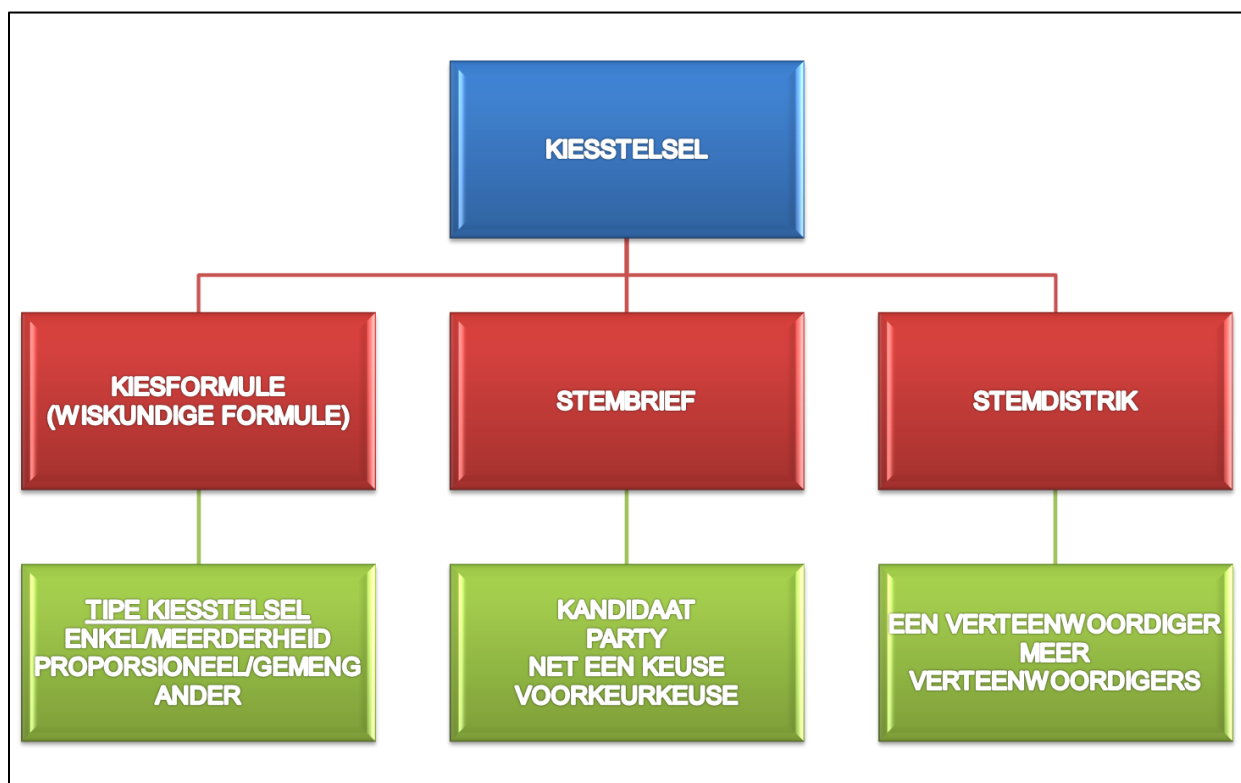 KIESSTELSEL
KIESFORMULE
(WISKUNDIGE FORMULE)
STEMBRIEF
STEMDISTRIK
TIPE KIESSTELSEL
ENKEL/MEERDERHEID
PROPORSIONEEL/GEMENG
ANDER
KANDIDAAT
PARTY
NET EEN KEUSE
VOORKEURKEUSE
EEN VERTEENWOORDIGER
MEER
VERTEENWOORDIGERS